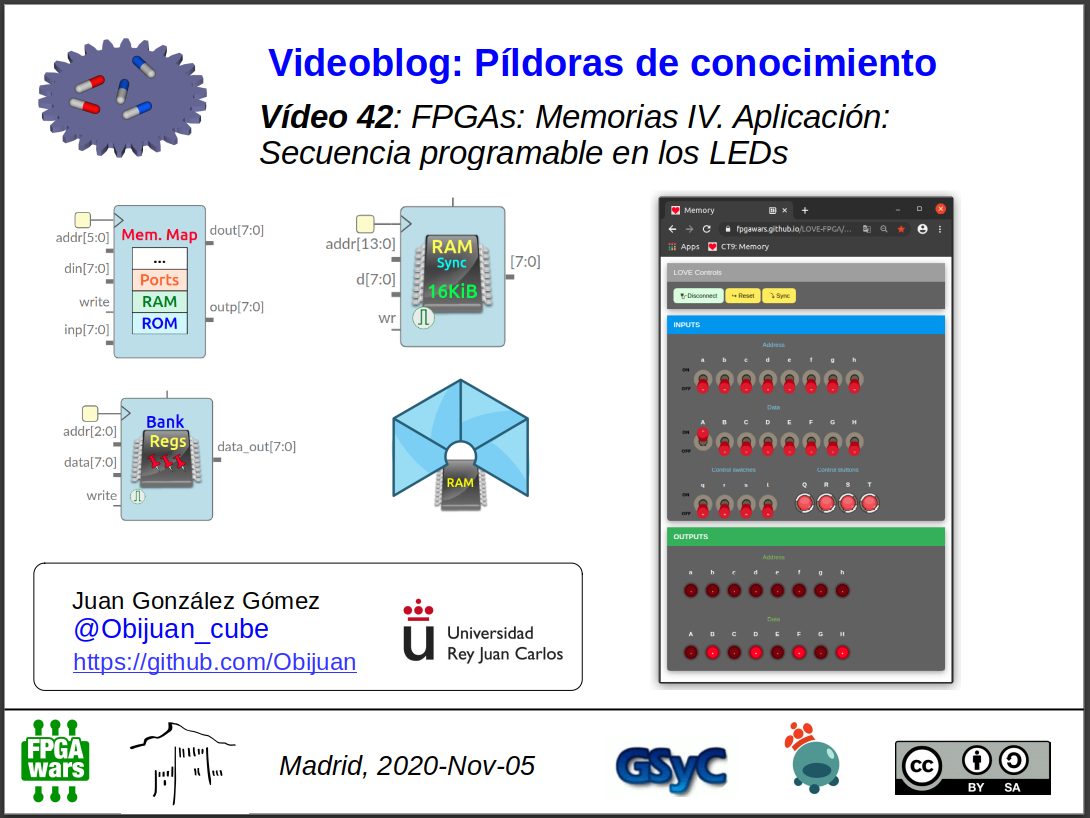 Videoblog: Píldoras de conocimiento
Vídeo 42: FPGAs: Memorias IV. Aplicación:
Secuencia programable en los LEDs
addr[5:0]
din[7:0]
write
inp[7:0]
Mem. Map
...
Ports
RAM
ROM
dout[7:0]
outp[7:0]
addr[13:0]
d[7:0]
wr
RAM
Sync
16KiB
[7:0]
addr[2:0]
data[7:0]
write
Bank
Regs
data_out[7:0]
RAM
Memory
fpgawars.github.io/LOVE-FPGA/...
Apps
CT9: Memory
LOVE Controls
Disconnect
Reset
Sync
INPUTS
Address
a b c d e f g h
ON
OFF
Data
A B C D E F G H
ON
OFF
Control switches
Control buttons
q r s t
Q R S T
ON
OFF
OUTPUTS
Address
a b c d e f g h
Data
A B C D E F G H
Juan González Gómez
@Obijuan_cube
https://github.com/Obijuan
Universidad
Rey Juan Carlos
FPGA
wars
Madrid, 2020-Nov-05
GSyC
cc
BY SA